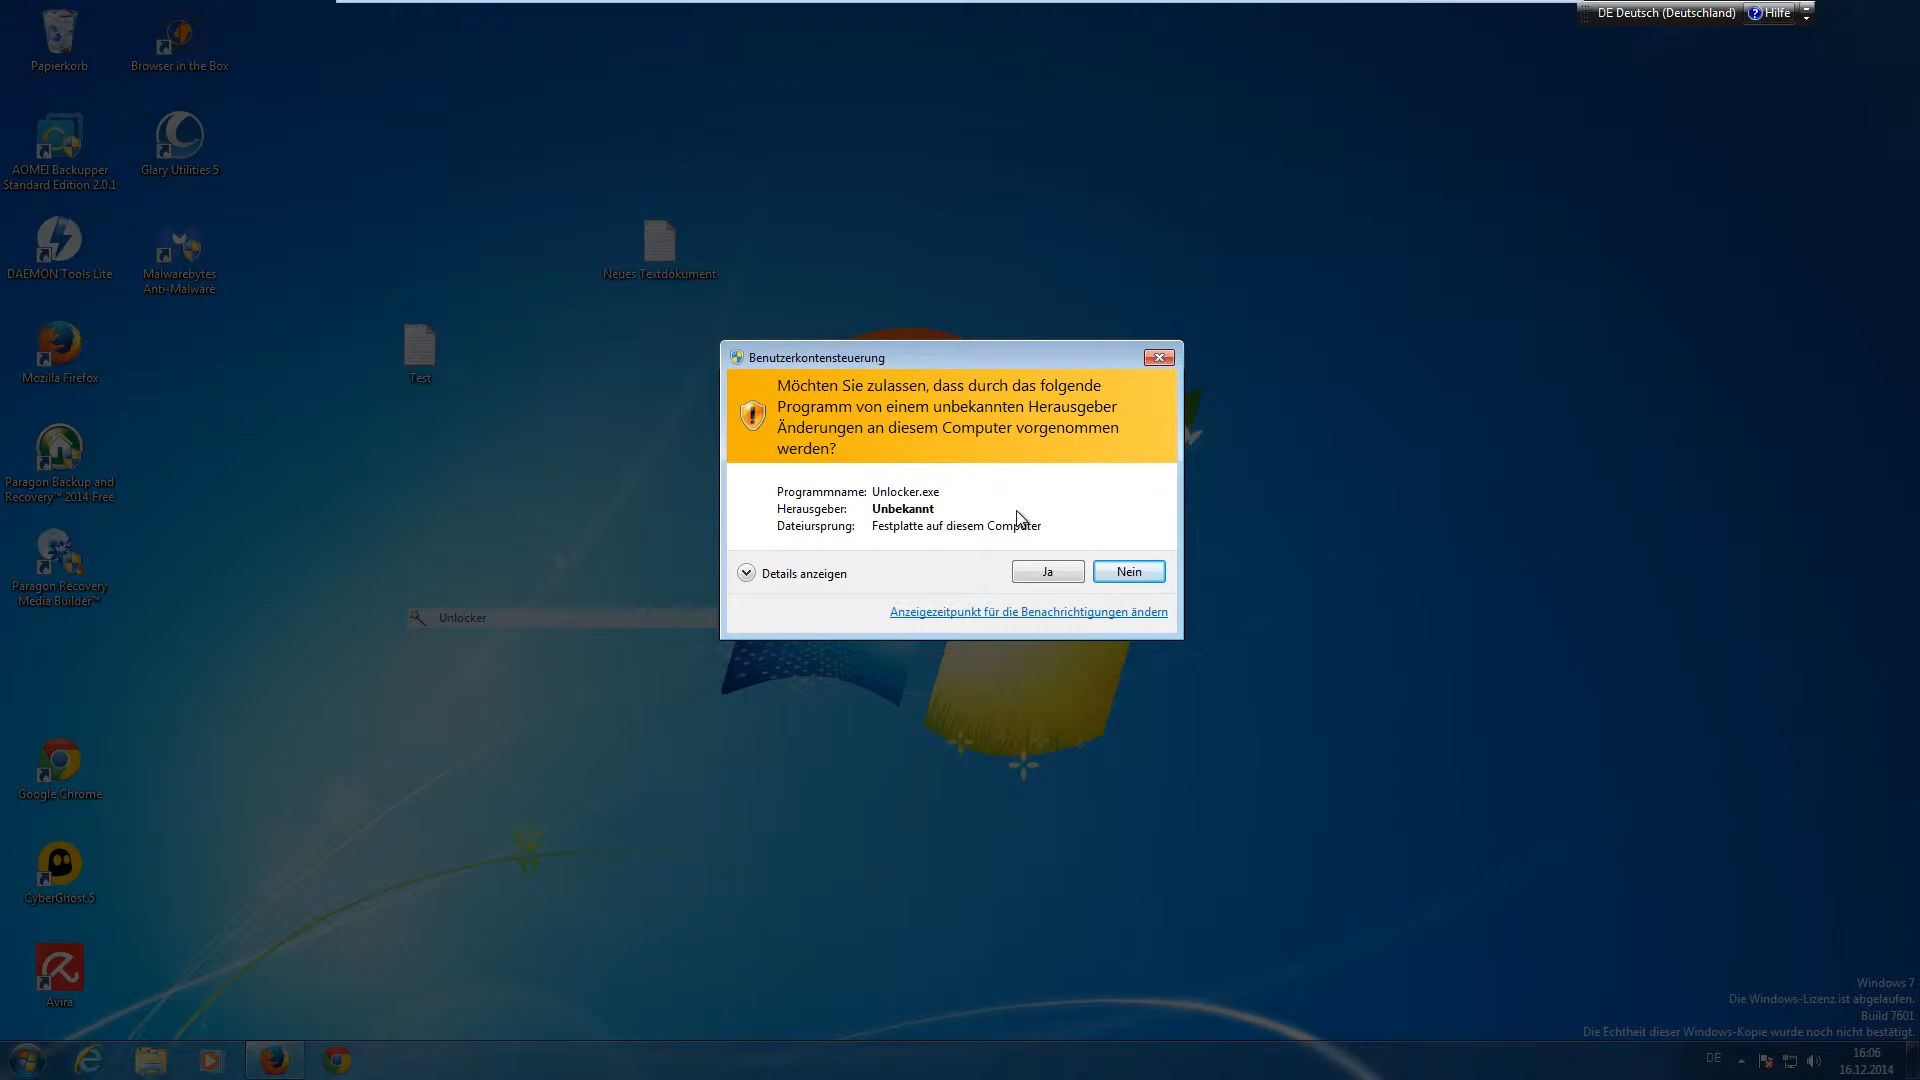 DE Deutsch (Deutschland)
Hilfe
Papierkorb
Browser in the Box
AOMEI Backupper
Standard Edition 2.0.1
Glary Utilities 5
DAEMON Tools Lite
Malwarebytes
Anti-Malware
Neues Textdokument
Mozilla Firefox
Test
Paragon Backup and
Recovery™ 2014 Free
Paragon Recovery
Media Builder™
Google Chrome
CyberGhost 5
Avira
Unlocker
Benutzerkontensteuerung
Möchten Sie zulassen, dass durch das folgende
Programm von einem unbekannten Herausgeber
Änderungen an diesem Computer vorgenommen
werden?
Programmname: Unlocker.exe
Herausgeber: Unbekannt
Dateiursprung: Festplatte auf diesem Computer
Details anzeigen
Ja
Nein
Anzeigezeitpunkt für die Benachrichtigungen ändern
Windows 7
Die Windows-Lizenz ist abgelaufen.
Build 7601
Die Echtheit dieser Windows-Kopie wurde noch nicht bestätigt.
DE
16:06
16.12.2014